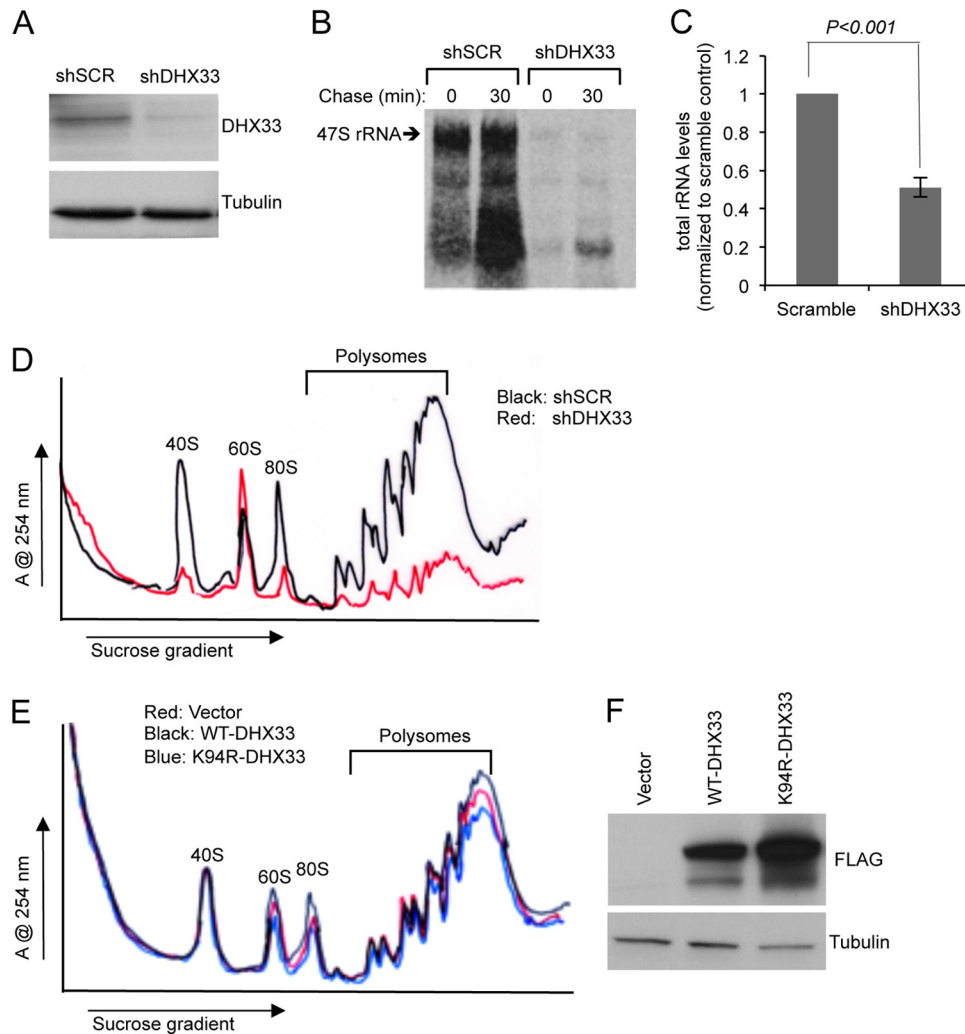 A
shSCR shDHX33
DHX33
Tubulin
B
shSCR shDHX33
Chase (min): 0 30 0 30
47S rRNA➔
C
P<0.001
total rRNA levels
(normalized to scramble control)
1.2
1
0.8
0.6
0.4
0.2
0
Scramble shDHX33
D
Polysomes
Black: shSCR
Red: shDHX33
40S
60S
80S
A @ 254 nm
Sucrose gradient
E
Red: Vector
Black: WT-DHX33
Blue: K94R-DHX33
Polysomes
40S
60S
80S
A @ 254 nm
Sucrose gradient
F
Vector
WT-DHX33
K94R-DHX33
FLAG
Tubulin